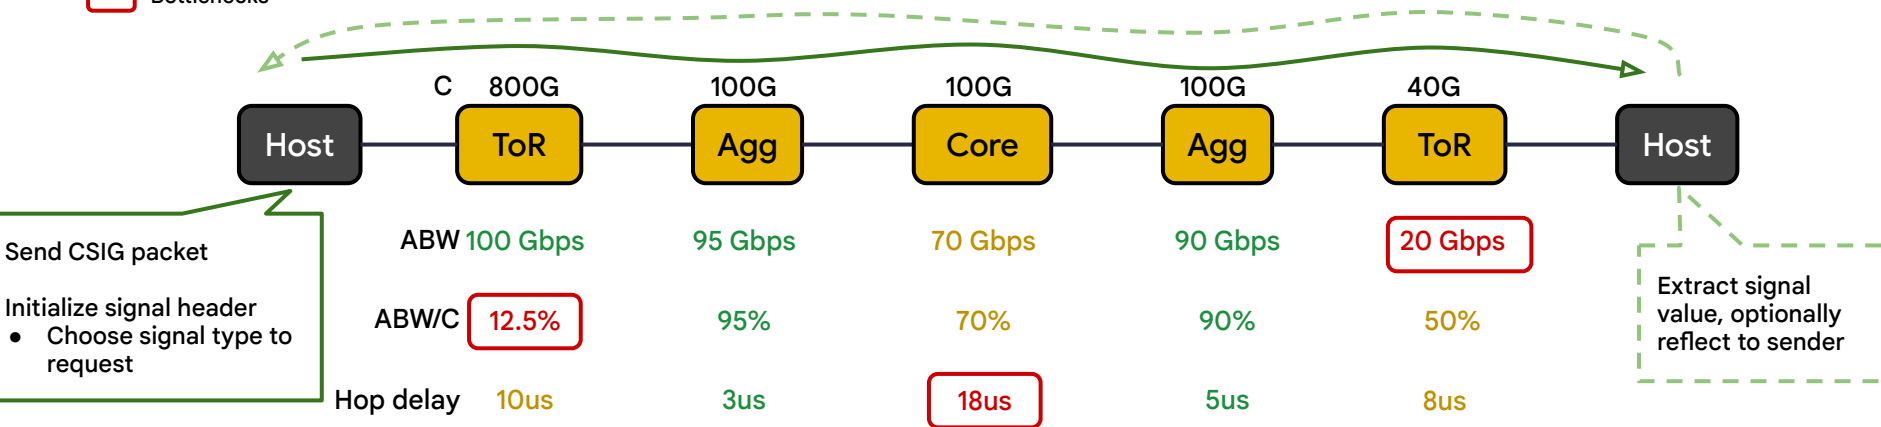 Bottlenecks
C 800G 100G 100G 100G 40G
Host ToR Agg Core Agg ToR Host
ABW 100 Gbps 95 Gbps 70 Gbps 90 Gbps 20 Gbps
ABW/C 12.5% 95% 70% 90% 50%
Hop delay 10us 3us 18us 5us 8us
Send CSIG packet
Initialize signal header
● Choose signal type to
request
Extract signal
value, optionally
reflect to sender